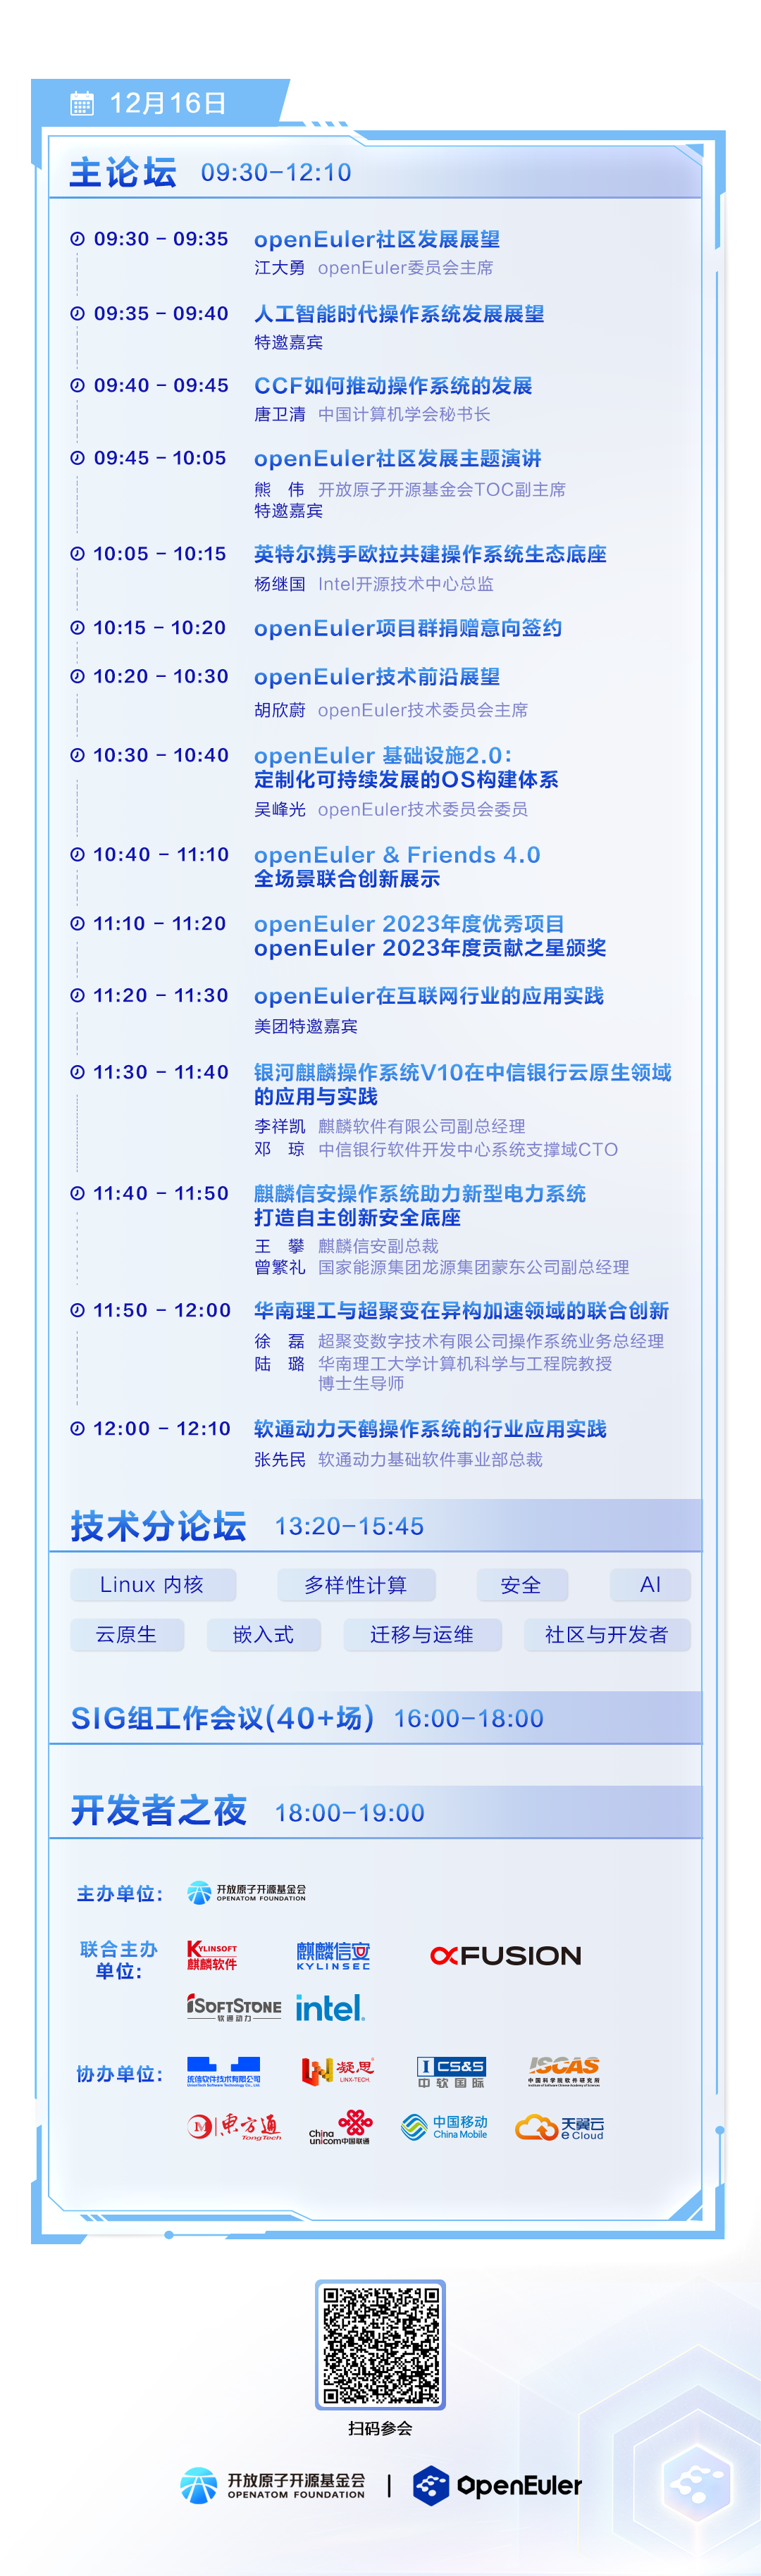 12月16日
主论坛 09:30-12:10
09:30 - 09:35 openEuler社区发展展望
江大勇 openEuler委员会主席
09:35 - 09:40 人工智能时代操作系统发展展望
特邀嘉宾
09:40 - 09:45 CCF如何推动操作系统的发展
唐卫清 中国计算机学会秘书长
09:45 - 10:05 openEuler社区发展主题演讲
熊 伟 开放原子开源基金会TOC副主席
特邀嘉宾
10:05 - 10:15 英特尔携手欧拉共建操作系统生态底座
杨继国 Intel开源技术中心总监
10:15 - 10:20 openEuler项目群捐赠意向签约
10:20 - 10:30 openEuler技术前沿展望
胡欣蔚 openEuler技术委员会主席
10:30 - 10:40 openEuler 基础设施2.0：
定制化可持续发展的OS构建体系
吴峰光 openEuler技术委员会委员
10:40 - 11:10 openEuler & Friends 4.0
全场景联合创新展示
11:10 - 11:20 openEuler 2023年度优秀项目
openEuler 2023年度贡献之星颁奖
11:20 - 11:30 openEuler在互联网行业的应用实践
美团特邀嘉宾
11:30 - 11:40 银河麒麟操作系统V10在中信银行云原生领域
的应用与实践
李祥凯 麒麟软件有限公司副总经理
邓 琼 中信银行软件开发中心系统支撑域CTO
11:40 - 11:50 麒麟信安操作系统助力新型电力系统
打造自主创新安全底座
王 攀 麒麟信安副总裁
曾繁礼 国家能源集团龙源集团蒙东公司副总经理
11:50 - 12:00 华南理工与超聚变在异构加速领域的联合创新
徐 磊 超聚变数字技术有限公司操作系统业务总经理
陆 璐 华南理工大学计算机科学与工程院教授
博士生导师
12:00 - 12:10 软通动力天鹤操作系统的行业应用实践
张先民 软通动力基础软件事业部总裁
技术分论坛 13:20-15:45
Linux 内核 多样性计算 安全 AI
云原生 嵌入式 迁移与运维 社区与开发者
SIG组工作会议(40+场) 16:00-18:00
开发者之夜 18:00-19:00
主办单位: 开放原子开源基金会
OPENATOM FOUNDATION
联合主办
单位:
KYLINSOFT
麒麟软件
麒麟信安
KYLINSEC
XFUSION
iSOFTSTONE
软通动力
intel.
协办单位:
统信软件技术有限公司
UnionTech Software Technology Co., Ltd.
凝思
LINX-TECH
ICS&S
中软国际
ISCAS
中国科学院软件研究所
Institute of Software Chinese Academy of Sciences
东方通
TongTech
China
unicom中国联通
中国移动
China Mobile
天翼云
e Cloud
扫码参会
开放原子开源基金会
OPENATOM FOUNDATION
OpenEuler